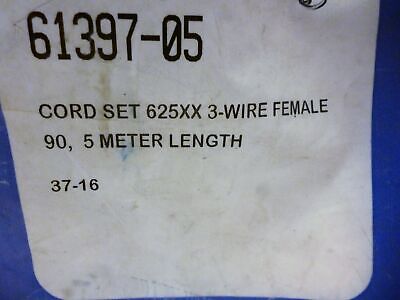 61397-05
CORD SET 625XX 3-WIRE FEMALE
90, 5 METER LENGTH
37-16